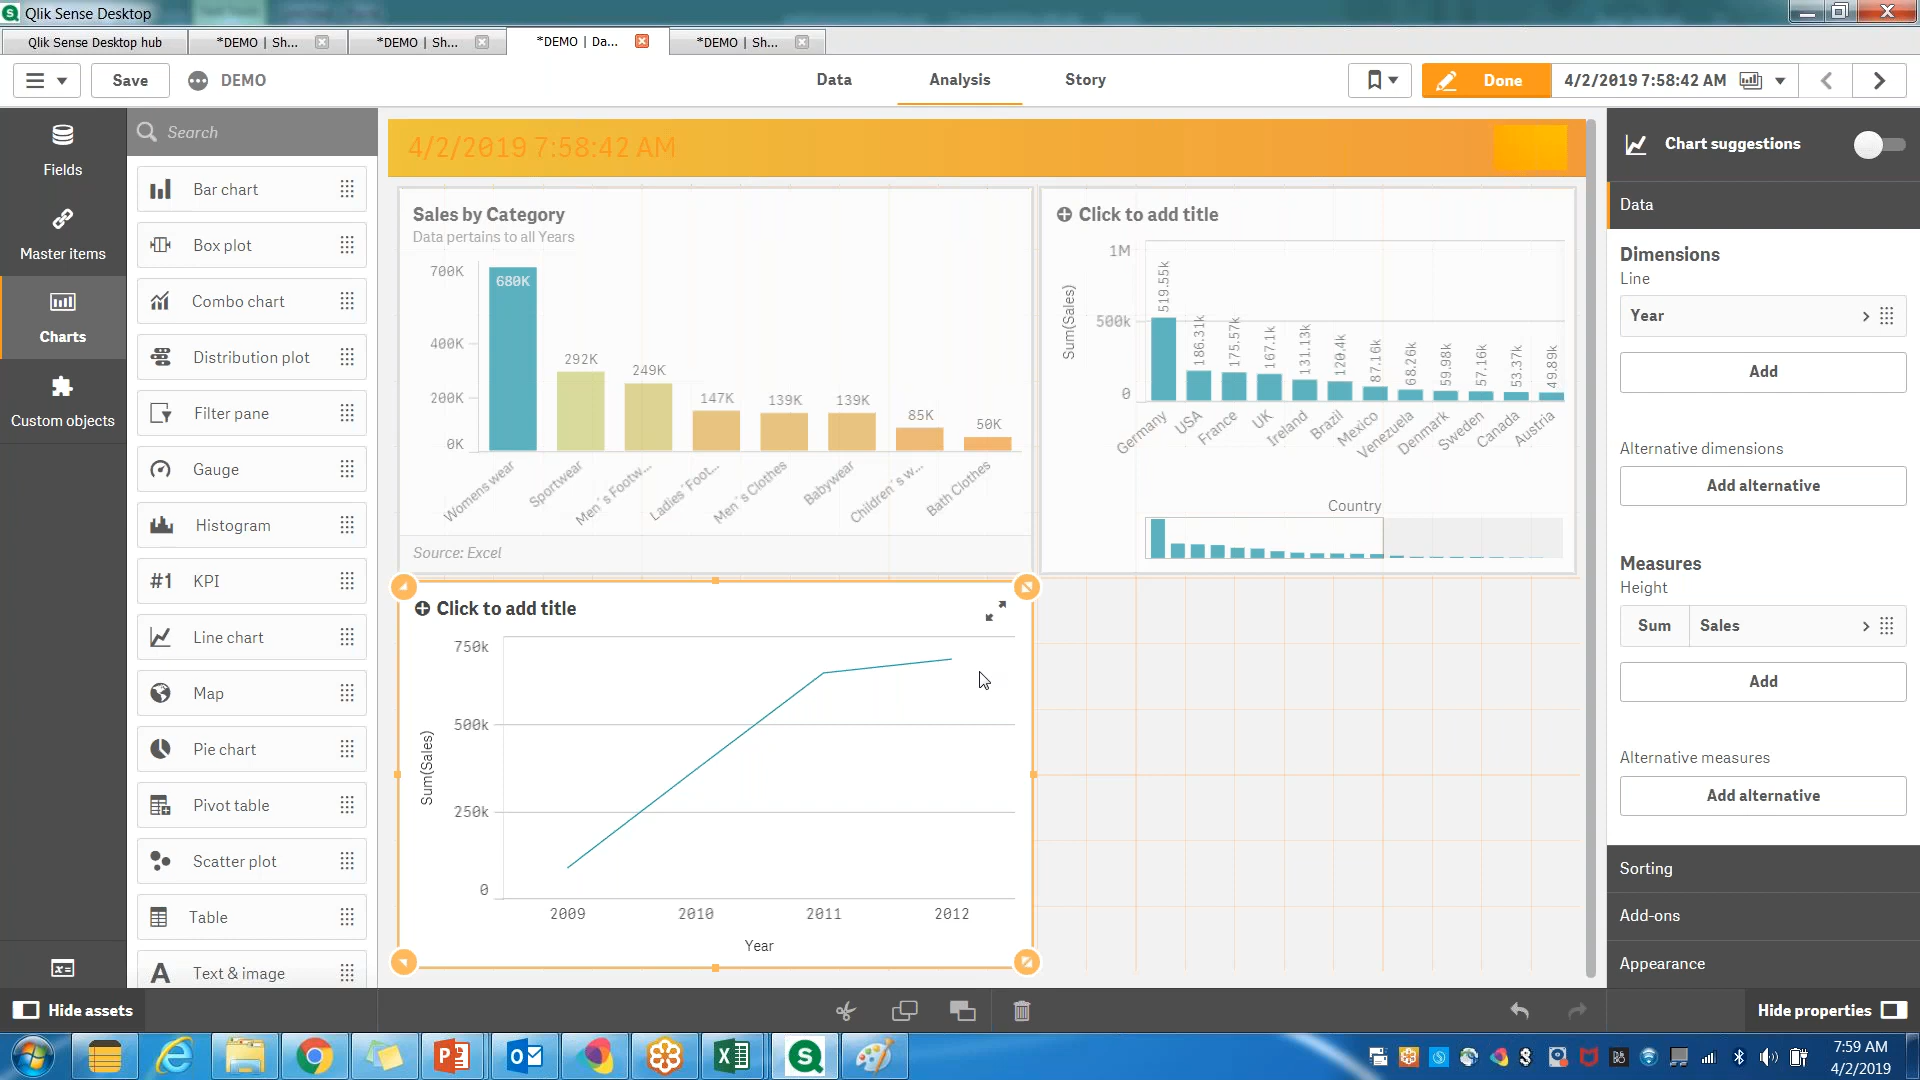 Qlik Sense Desktop
Qlik Sense Desktop hub
*DEMO | Sh...
*DEMO | Sh...
*DEMO | Da...
*DEMO | Sh...
Save
DEMO
Data
Analysis
Story
Done
4/2/2019 7:58:42 AM
Fields
Master items
Charts
Custom objects
Search
Bar chart
Box plot
Combo chart
Distribution plot
Filter pane
Gauge
Histogram
#1 KPI
Line chart
Map
Pie chart
Pivot table
Scatter plot
Table
A Text & image
4/2/2019 7:58:42 AM
Sales by Category
Data pertains to all Years
700K
400K
200K
0K
680K
292K
249K
147K
139K
139K
85K
50K
Womens wear
Sportwear
Men´s Footw...
Ladies´Foot...
Men´s Clothes
Babywear
Children´s w...
Bath Clothes
Source: Excel
Click to add title
Sum(Sales)
1M
500k
0
519.55k
186.31k
175.57k
167.1k
131.13k
120.4k
87.16k
68.26k
59.98k
57.16k
53.37k
49.89k
Germany
USA
France
UK
Ireland
Brazil
Mexico
Venezuela
Denmark
Sweden
Canada
Austria
Country
Click to add title
Sum(Sales)
750k
500k
250k
0
2009
2010
2011
2012
Year
Chart suggestions
Data
Dimensions
Line
Year
Add
Alternative dimensions
Add alternative
Measures
Height
Sum Sales
Add
Alternative measures
Add alternative
Sorting
Add-ons
Appearance
Hide assets
Hide properties
7:59 AM
4/2/2019